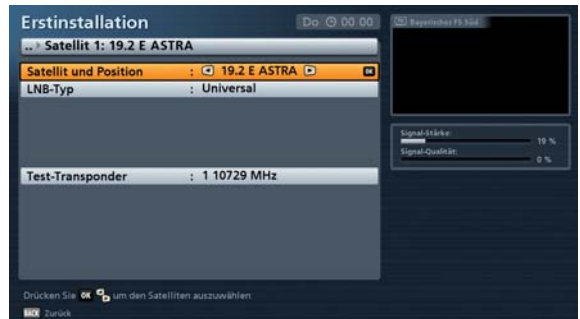 Erstinstallation
Do 00 00
.. Satellit 1: 19.2 E ASTRA
Satellit und Position : 19.2 E ASTRA OK
LNB-Typ : Universal
Test-Transponder : 1 10729 MHz
Drücken Sie OK um den Satelliten auszuwählen
BACK Zurück
Bayerisches FS Süd
Signal-Stärke:
19 %
Signal-Qualität:
0 %